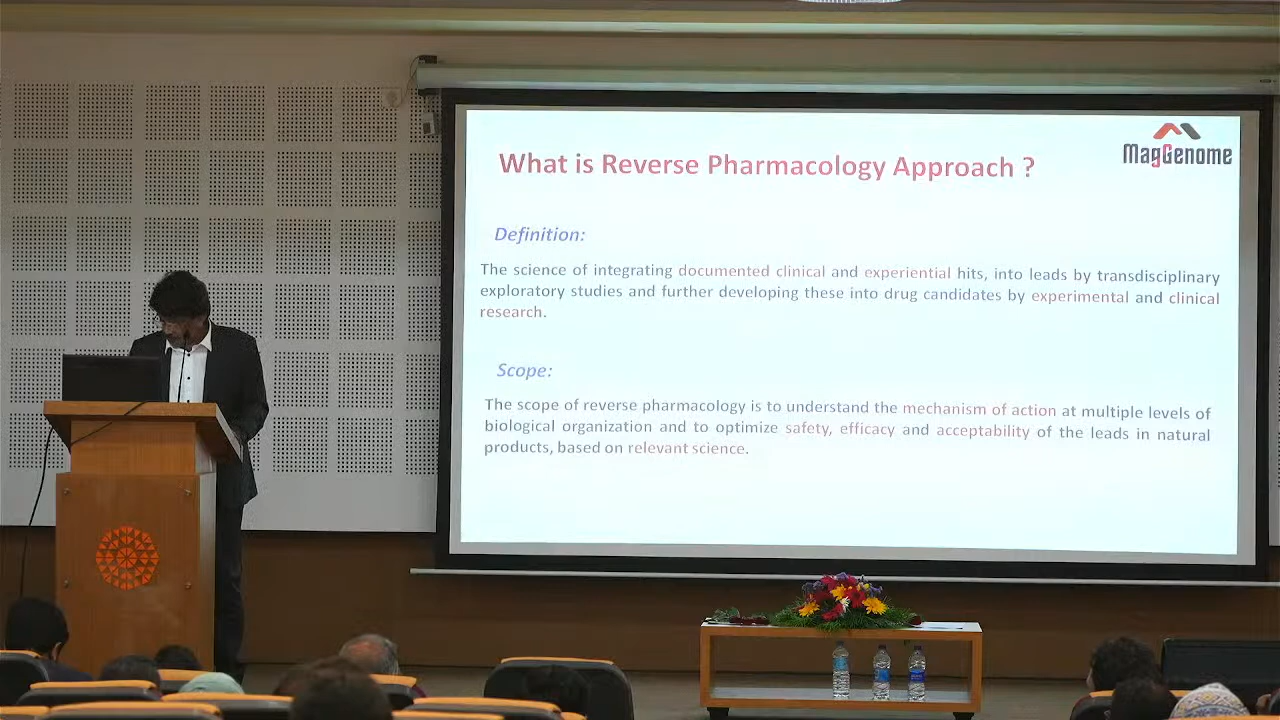 What is Reverse Pharmacology Approach ?
MagGenome
Definition:
The science of integrating documented clinical and experiential hits, into leads by transdisciplinary
exploratory studies and further developing these into drug candidates by experimental and clinical
research.
Scope:
The scope of reverse pharmacology is to understand the mechanism of action at multiple levels of
biological organization and to optimize safety, efficacy and acceptability of the leads in natural
products, based on relevant science.